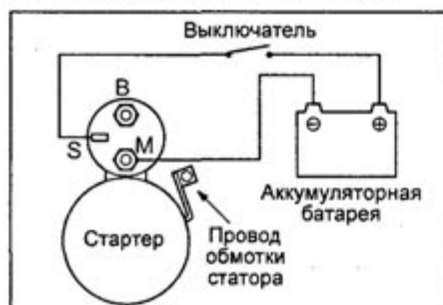 Выключатель
B
S
M
⊖ ⊕
Аккумуляторная
батарея
Стартер
Провод
обмотки
статора